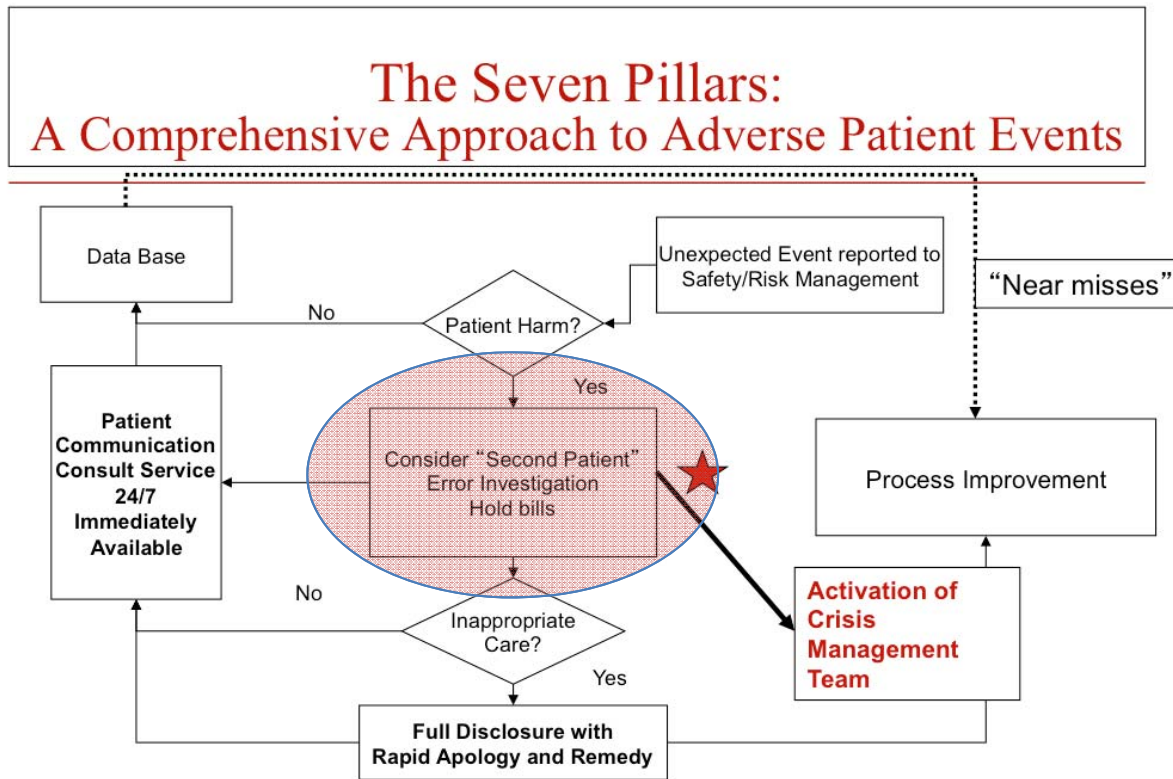 The Seven Pillars:
A Comprehensive Approach to Adverse Patient Events
Data Base
Unexpected Event reported to
Safety/Risk Management
“Near misses”
No
Patient Harm?
Yes
Patient
Communication
Consult Service
24/7
Immediately
Available
Consider “Second Patient”
Error Investigation
Hold bills
Process Improvement
No
Inappropriate
Care?
Yes
Activation of
Crisis
Management
Team
Full Disclosure with
Rapid Apology and Remedy